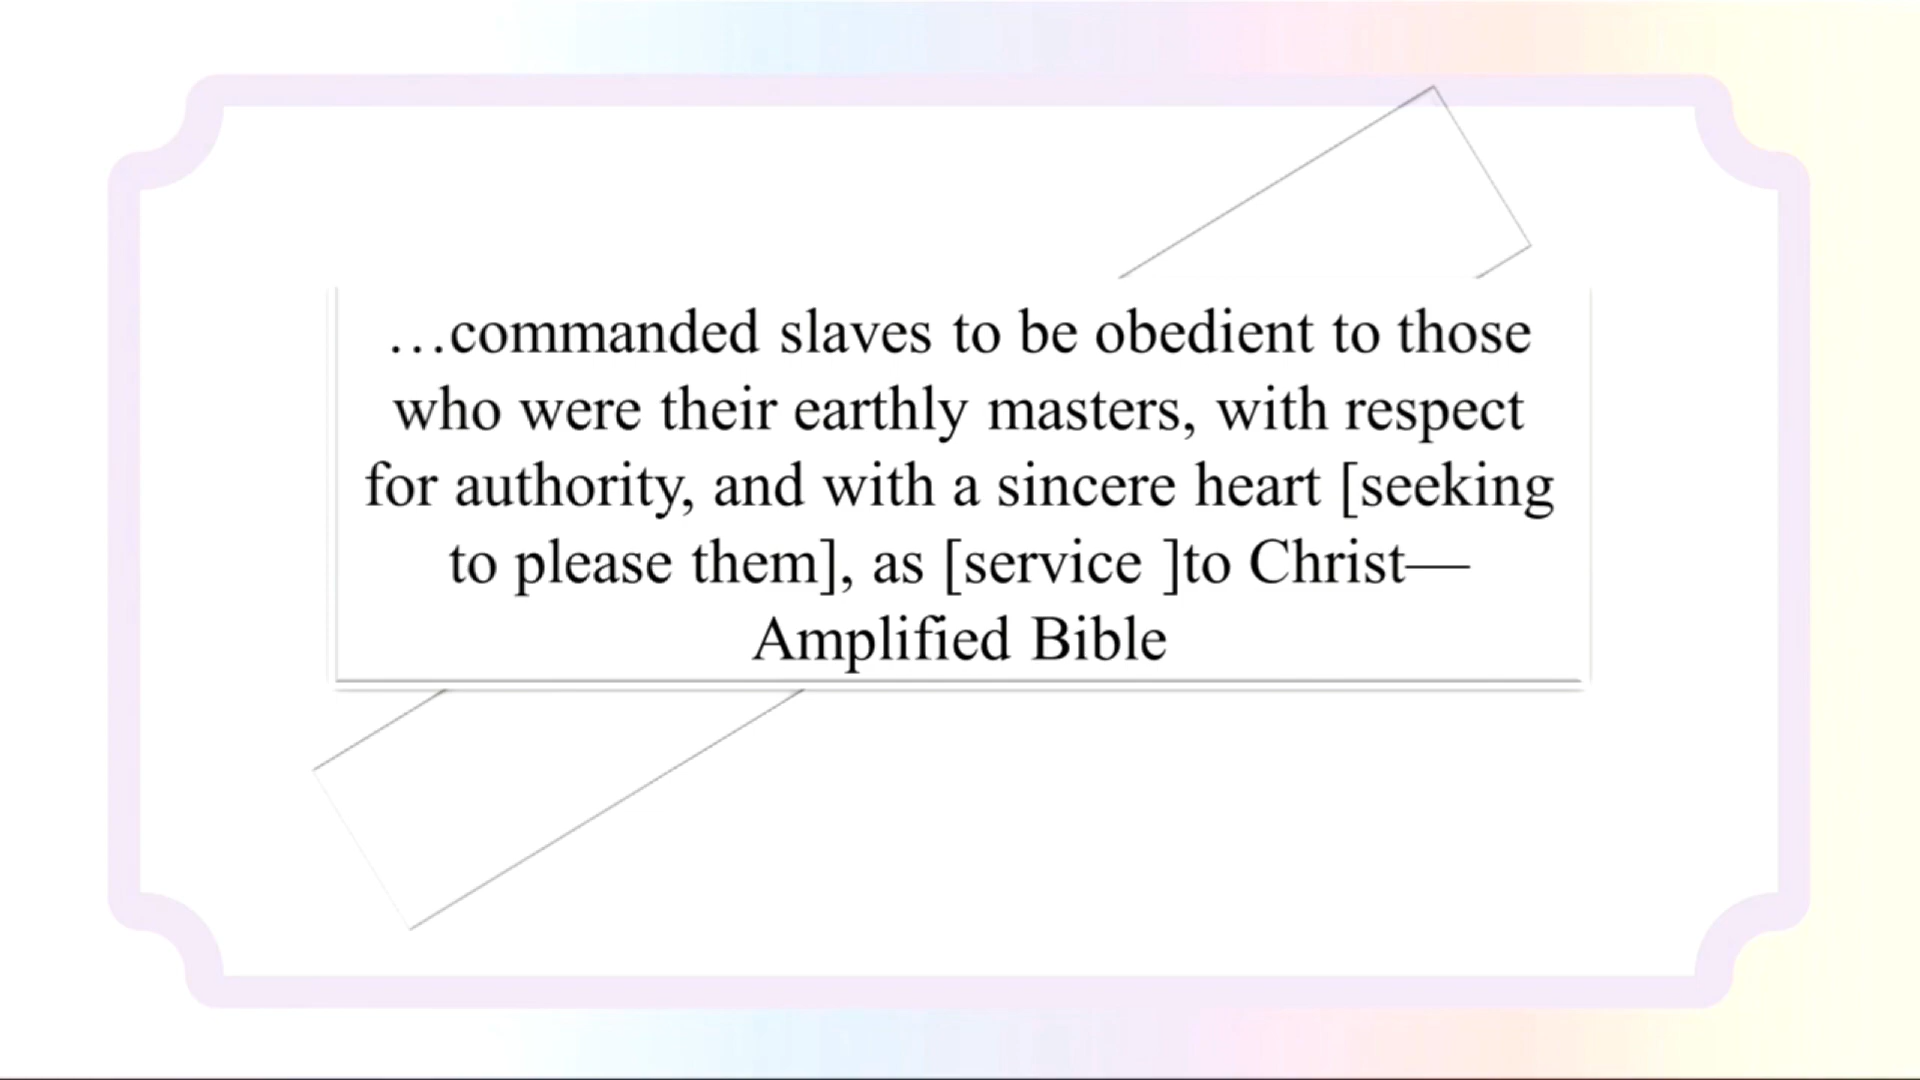 …commanded slaves to be obedient to those
who were their earthly masters, with respect
for authority, and with a sincere heart [seeking
to please them], as [service ]to Christ—
Amplified Bible